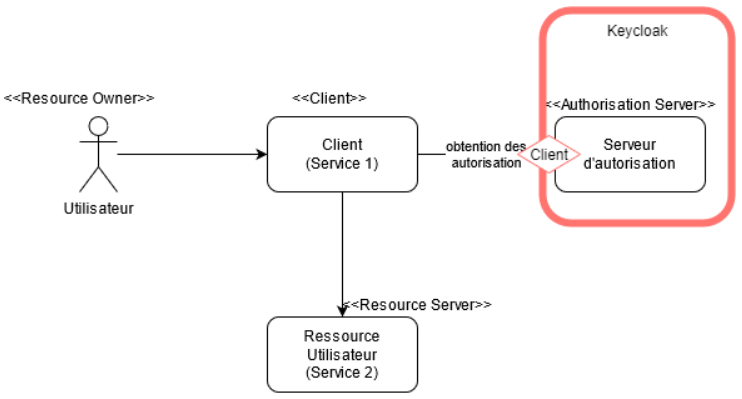 Keycloak
<<Resource Owner>>
<<Client>>
<<Authorisation Server>>
Client
(Service 1)
obtention des
autorisation
Client
Serveur
d'autorisation
Utilisateur
<<Resource Server>>
Ressource
Utilisateur
(Service 2)